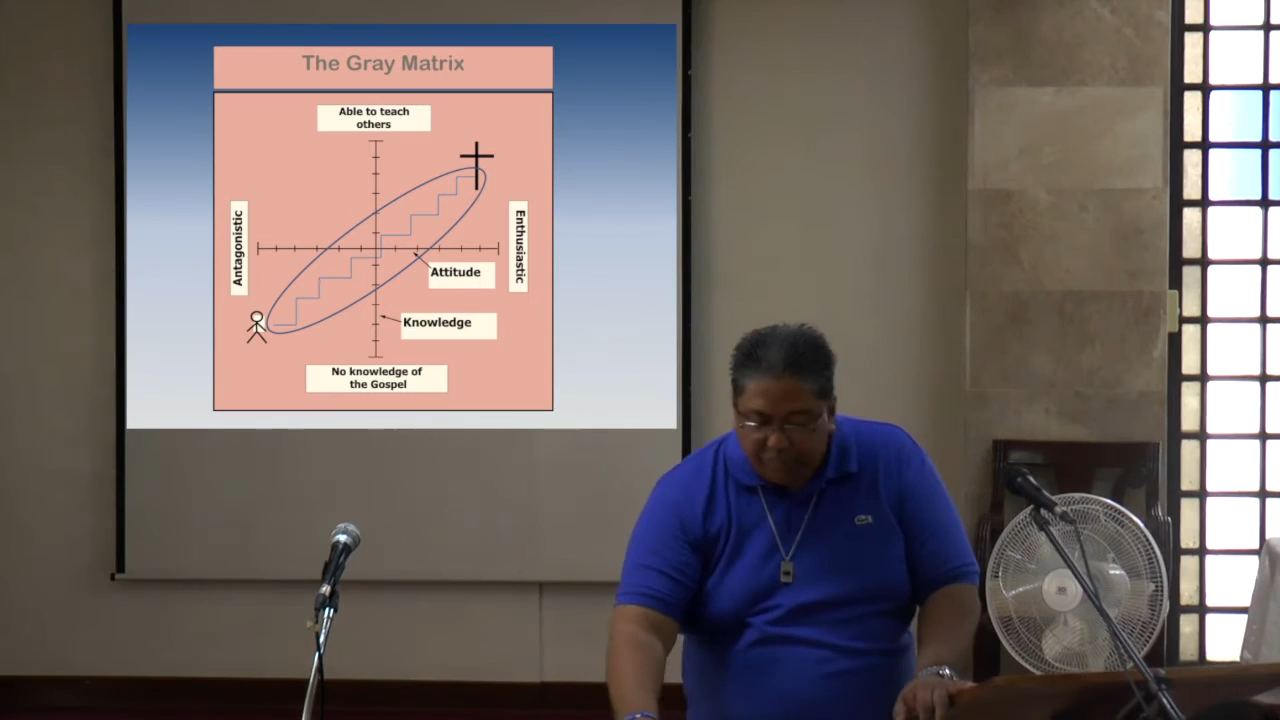 The Gray Matrix
Able to teach
others
Antagonistic
Enthusiastic
Attitude
Knowledge
No knowledge of
the Gospel